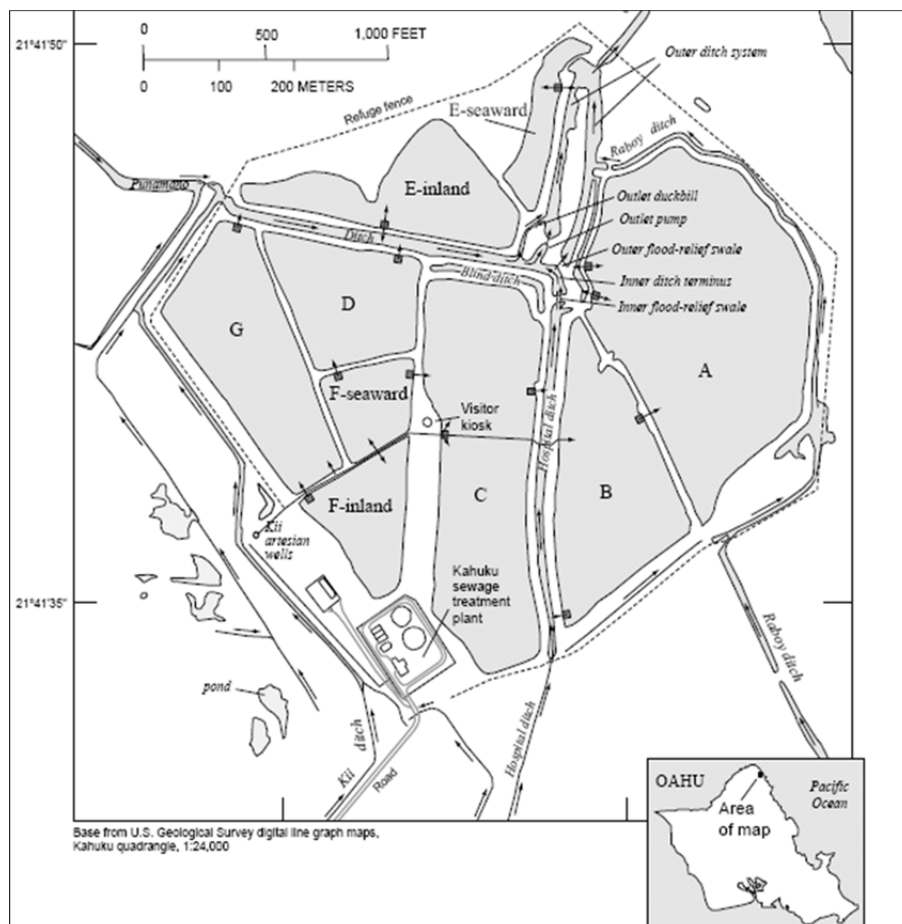 21°41'50"
0 500 1,000 FEET
0 100 200 METERS
Refuge fence
Outer ditch system
E-seaward
Raboy ditch
Punamano
E-inland
Outlet duckbill
Outlet pump
Outer flood-relief swale
Inner ditch terminus
Inner flood-relief swale
Ditch
Blind ditch
G
D
A
F-seaward
Visitor
kiosk
Hospital ditch
F-inland
C
B
Kii
artesian
wells
21°41'35"
Kahuku
sewage
treatment
plant
Raboy ditch
pond
Kii ditch
Road
Hospital ditch
OAHU
Pacific
Ocean
Area
of map
Base from U.S. Geological Survey digital line graph maps,
Kahuku quadrangle, 1:24,000